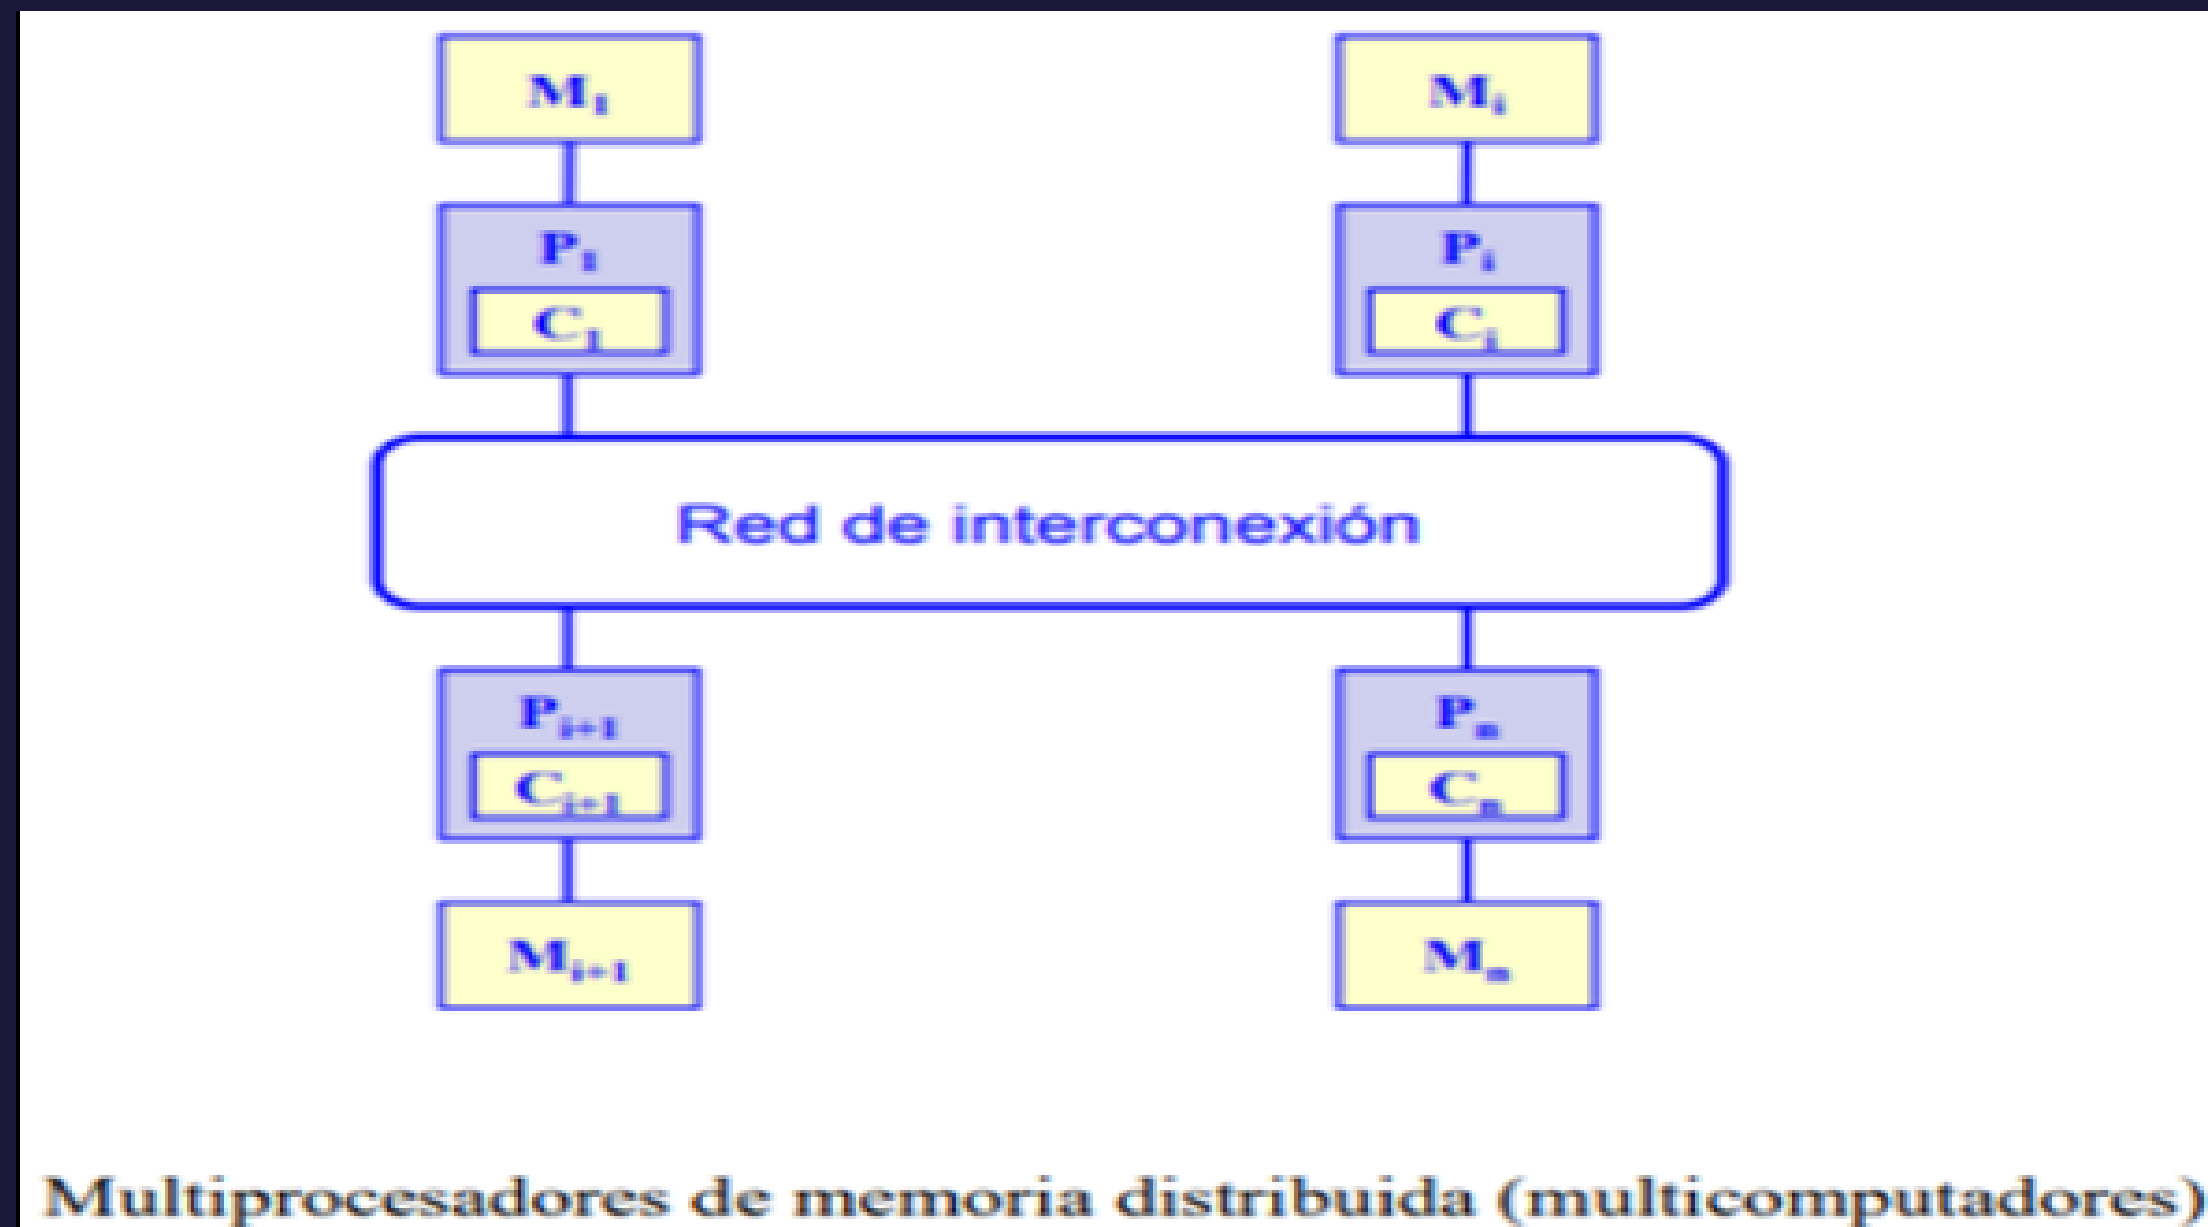 M1 Mi
P1 Pi
C1 Ci
Red de interconexión
Pi+1 Pn
Ci+1 Cn
Mi+1 Mn
Multiprocesadores de memoria distribuida (multicomputadores)